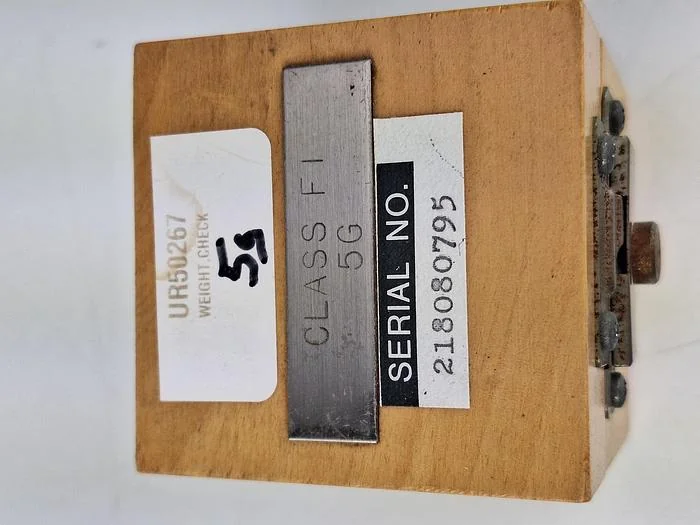 UR50267
WEIGHT CHECK
5g
CLASS F1
5G
SERIAL NO.
218080795